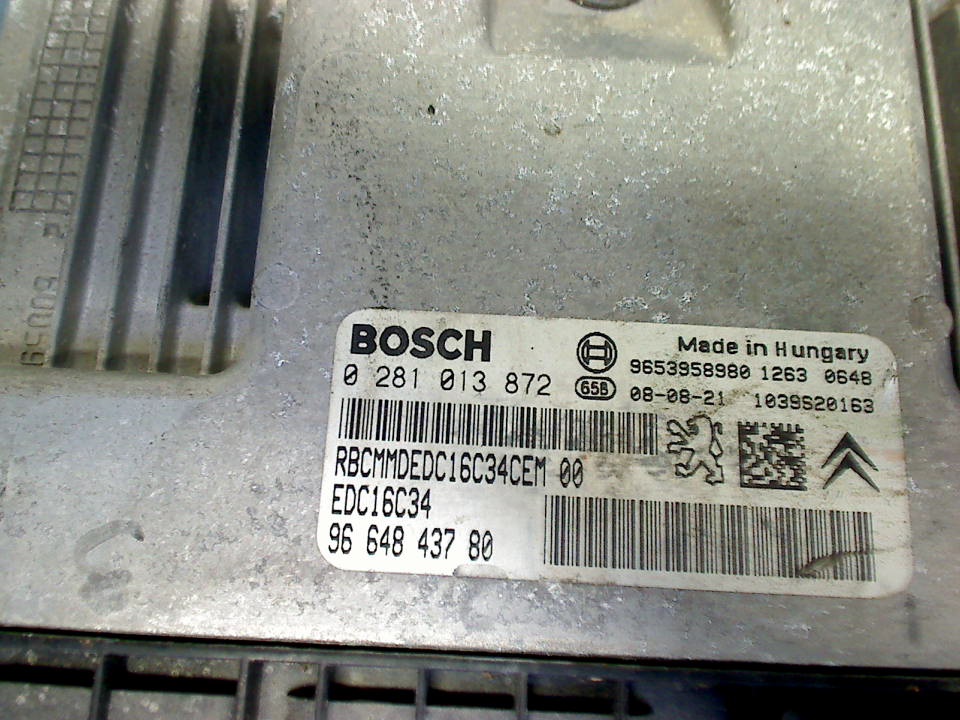 BOSCH
Made in Hungary
0 281 013 872
9653958980 1263 0648
65B
08-08-21 1039S20163
RBCMMDEDC16C34CEM 00
EDC16C34
96 648 437 80